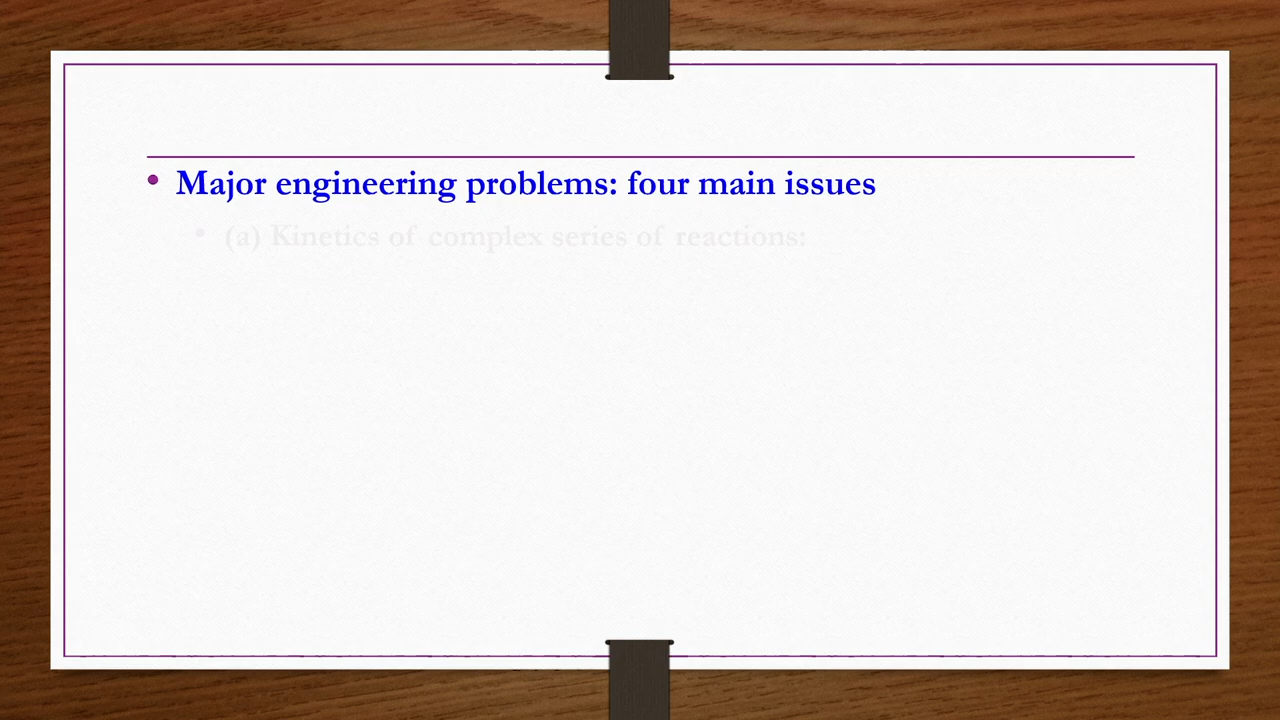 • Major engineering problems: four main issues
• (a) Kinetics of complex series of reactions: